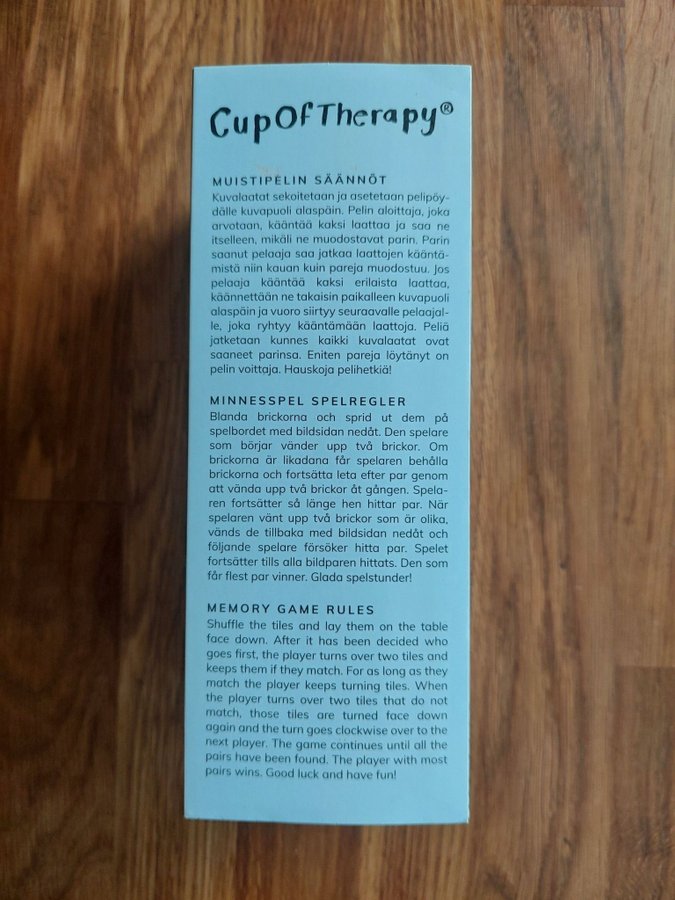 CupOfTherapy®
MUISTIPELIN SÄÄNNÖT
Kuvalaatat sekoitetaan ja asetetaan pelipöy-
dälle kuvapuoli alaspäin. Pelin aloittaja, joka
arvotaan, kääntää kaksi laattaa ja saa ne
itselleen, mikäli ne muodostavat parin. Parin
saanut pelaaja saa jatkaa laattojen kääntä-
mistä niin kauan kuin pareja muodostuu. Jos
pelaaja kääntää kaksi erilaista laattaa,
käännettään ne takaisin paikalleen kuvapuoli
alaspäin ja vuoro siirtyy seuraavalle pelaajal-
le, joka ryhtyy kääntämään laattoja. Peliä
jatketaan kunnes kaikki kuvalaatat ovat
saaneet parinsa. Eniten pareja löytänyt on
pelin voittaja. Hauskoja pelihetkiä!
MINNESSPEL SPELREGLER
Blanda brickorna och sprid ut dem på
spelbordet med bildsidan nedåt. Den spelare
som börjar vänder upp två brickor. Om
brickorna är likadana får spelaren behålla
brickorna och fortsätta leta efter par genom
att vända upp två brickor åt gången. Spela-
ren fortsätter så länge hen hittar par. När
spelaren vänt upp två brickor som är olika,
vänds de tillbaka med bildsidan nedåt och
följande spelare försöker hitta par. Spelet
fortsätter tills alla bildparen hittats. Den som
får flest par vinner. Glada spelstunder!
MEMORY GAME RULES
Shuffle the tiles and lay them on the table
face down. After it has been decided who
goes first, the player turns over two tiles and
keeps them if they match. For as long as they
match the player keeps turning tiles. When
the player turns over two tiles that do not
match, those tiles are turned face down
again and the turn goes clockwise over to the
next player. The game continues until all the
pairs have been found. The player with most
pairs wins. Good luck and have fun!